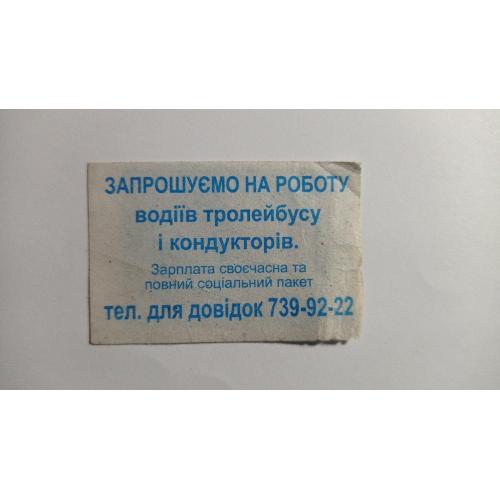 ЗАПРОШУЄМО НА РОБОТУ
водіїв тролейбусу
і кондукторів.
Зарплата своєчасна та
повний соціальний пакет
тел. для довідок 739-92-22